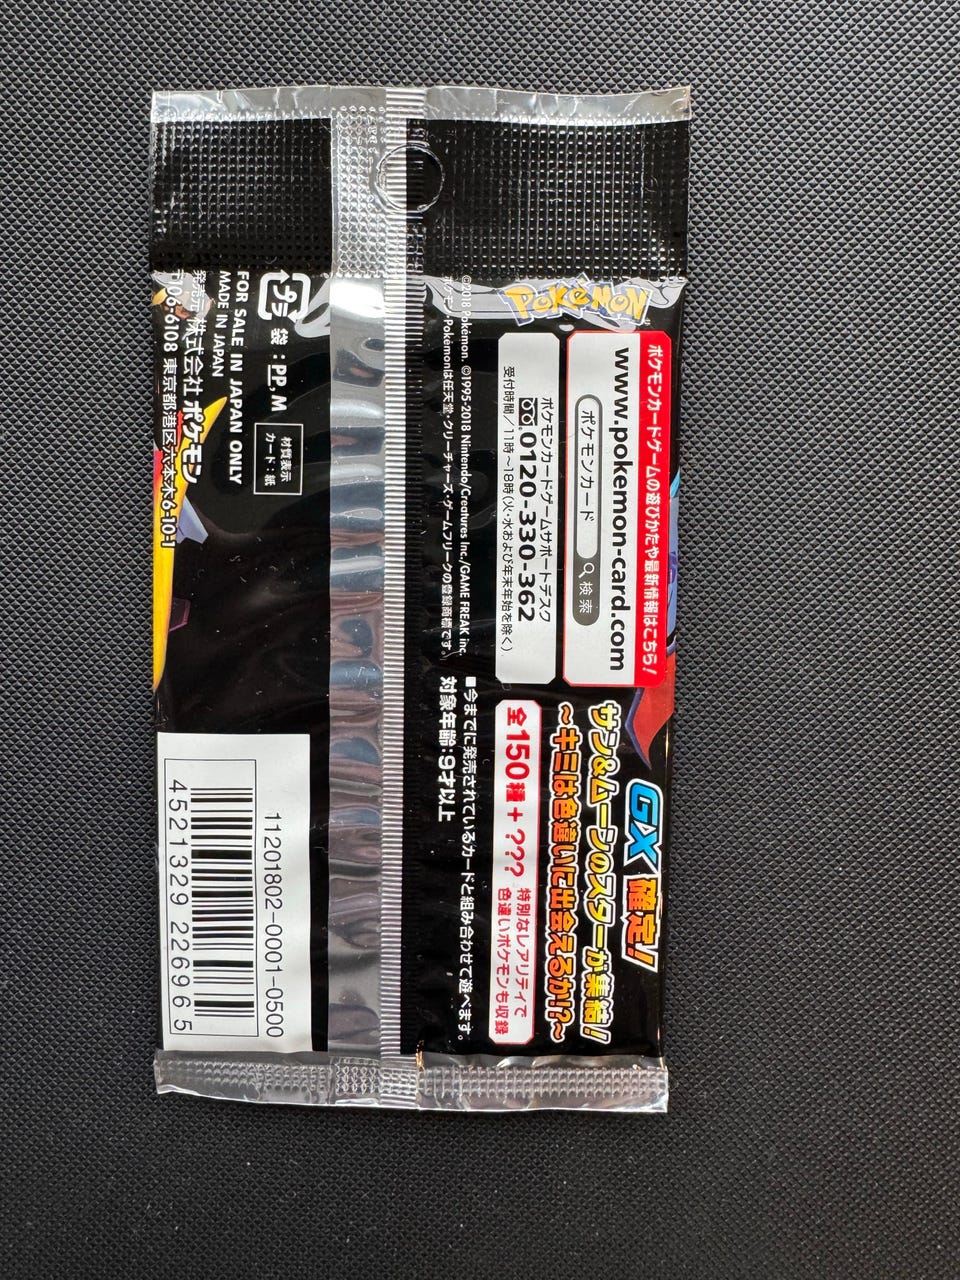 Pokémon
ポケモンカードゲームの遊びかたや最新情報はこちら!
www.pokemon-card.com
ポケモンカード 検索
ポケモンカードゲームサポートデスク
0120-330-362
受付時間/11時～18時(火・水および年末年始を除く)
©2018 Pokémon. ©1995-2018 Nintendo/Creatures Inc./GAME FREAK inc.
ポケモン・Pokémonは任天堂・クリーチャーズ・ゲームフリークの登録商標です。
GX確定!
サン&ムーンのスターが集結!
～キミは色違いに出会えるか!?～
全150種+??? 特別なレアリティで
色違いポケモンも収録
■今までに発売されているカードと組み合わせて遊べます。
対象年齢:9才以上
プラ 袋:PP, M
材質表示
カード:紙
FOR SALE IN JAPAN ONLY
MADE IN JAPAN
発売元 株式会社 ポケモン
〒106-6108 東京都港区六本木6-10-1
11201802-0001-0500
4521329 226965